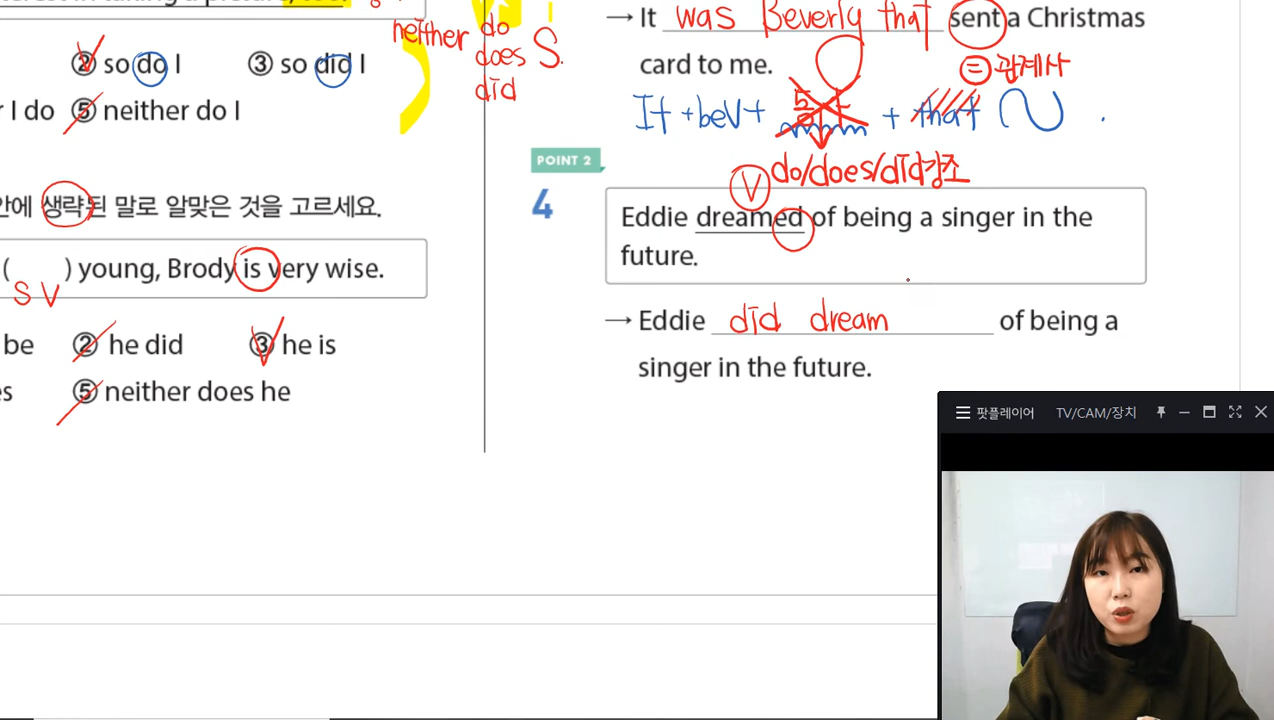 ② so do I ③ so did I
r I do ⑤ neither do I
neither do
does S.
did
안에 생략된 말로 알맞은 것을 고르세요.
( ) young, Brody is very wise.
S V
be ② he did ③ he is
es ⑤ neither does he
→ It was Beverly that sent a Christmas
card to me.
= 관계사
It + beV + + that .
POINT 2
V do/does/did강조
4
Eddie dreamed of being a singer in the
future.
→ Eddie did dream of being a
singer in the future.
팟플레이어 TV/CAM/장치